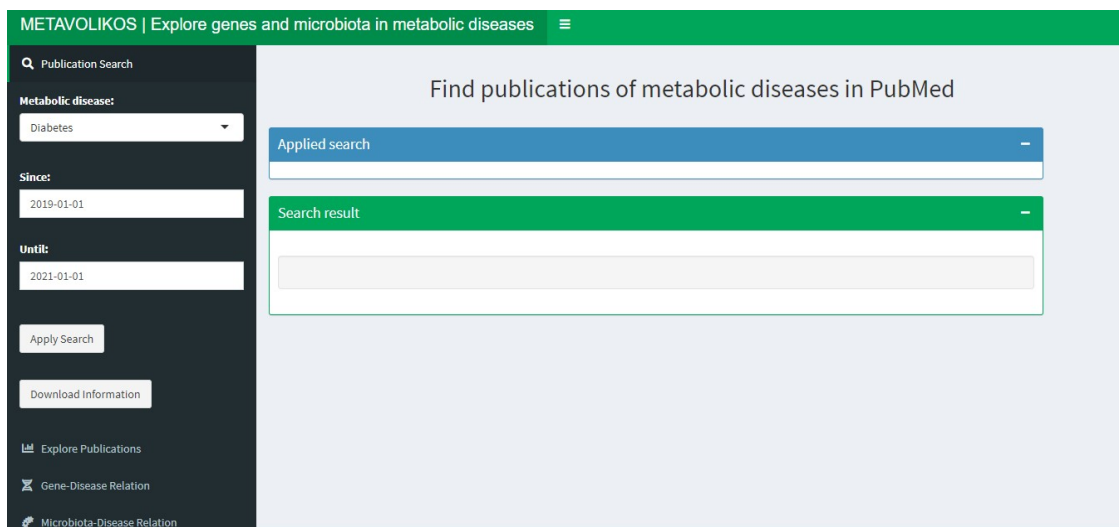 METAVOLIKOS | Explore genes and microbiota in metabolic diseases
Publication Search
Metabolic disease:
Diabetes
Since:
2019-01-01
Until:
2021-01-01
Apply Search
Download Information
Explore Publications
Gene-Disease Relation
Microbiota-Disease Relation
Find publications of metabolic diseases in PubMed
Applied search
Search result